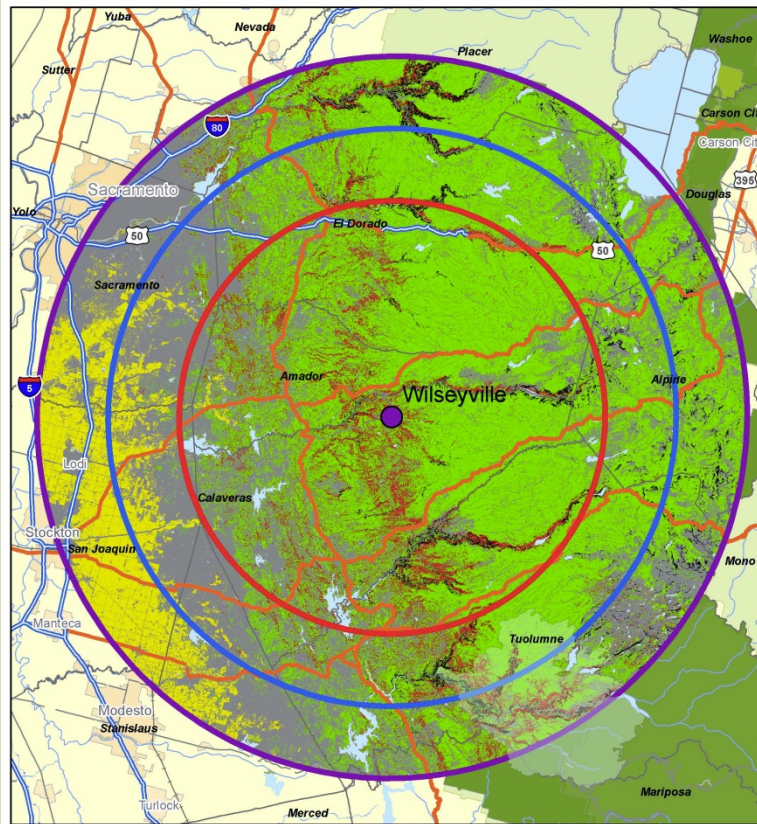 Yuba
Nevada
Placer
Washoe
Sutter
80
Carson Cit
Carson City
395
Sacramento
Douglas
Yolo
50
El Dorado
50
Sacramento
5
Amador
Alpine
Wilseyville
Lodi
Calaveras
Stockton
San Joaquin
Mono
Manteca
Tuolumne
Modesto
Stanislaus
Mariposa
Turlock
Merced